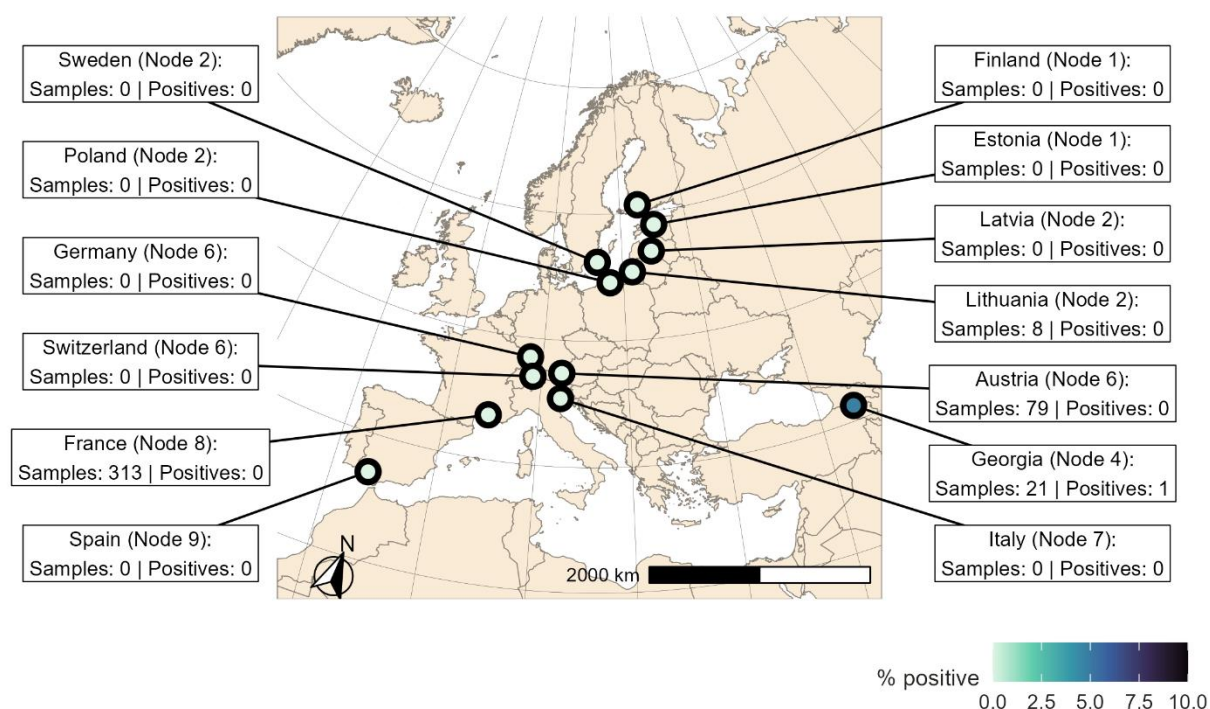 Sweden (Node 2):
Samples: 0 | Positives: 0
Poland (Node 2):
Samples: 0 | Positives: 0
Germany (Node 6):
Samples: 0 | Positives: 0
Switzerland (Node 6):
Samples: 0 | Positives: 0
France (Node 8):
Samples: 313 | Positives: 0
Spain (Node 9):
Samples: 0 | Positives: 0
Finland (Node 1):
Samples: 0 | Positives: 0
Estonia (Node 1):
Samples: 0 | Positives: 0
Latvia (Node 2):
Samples: 0 | Positives: 0
Lithuania (Node 2):
Samples: 8 | Positives: 0
Austria (Node 6):
Samples: 79 | Positives: 0
Georgia (Node 4):
Samples: 21 | Positives: 1
Italy (Node 7):
Samples: 0 | Positives: 0
N
2000 km
% positive
0.0 2.5 5.0 7.5 10.0